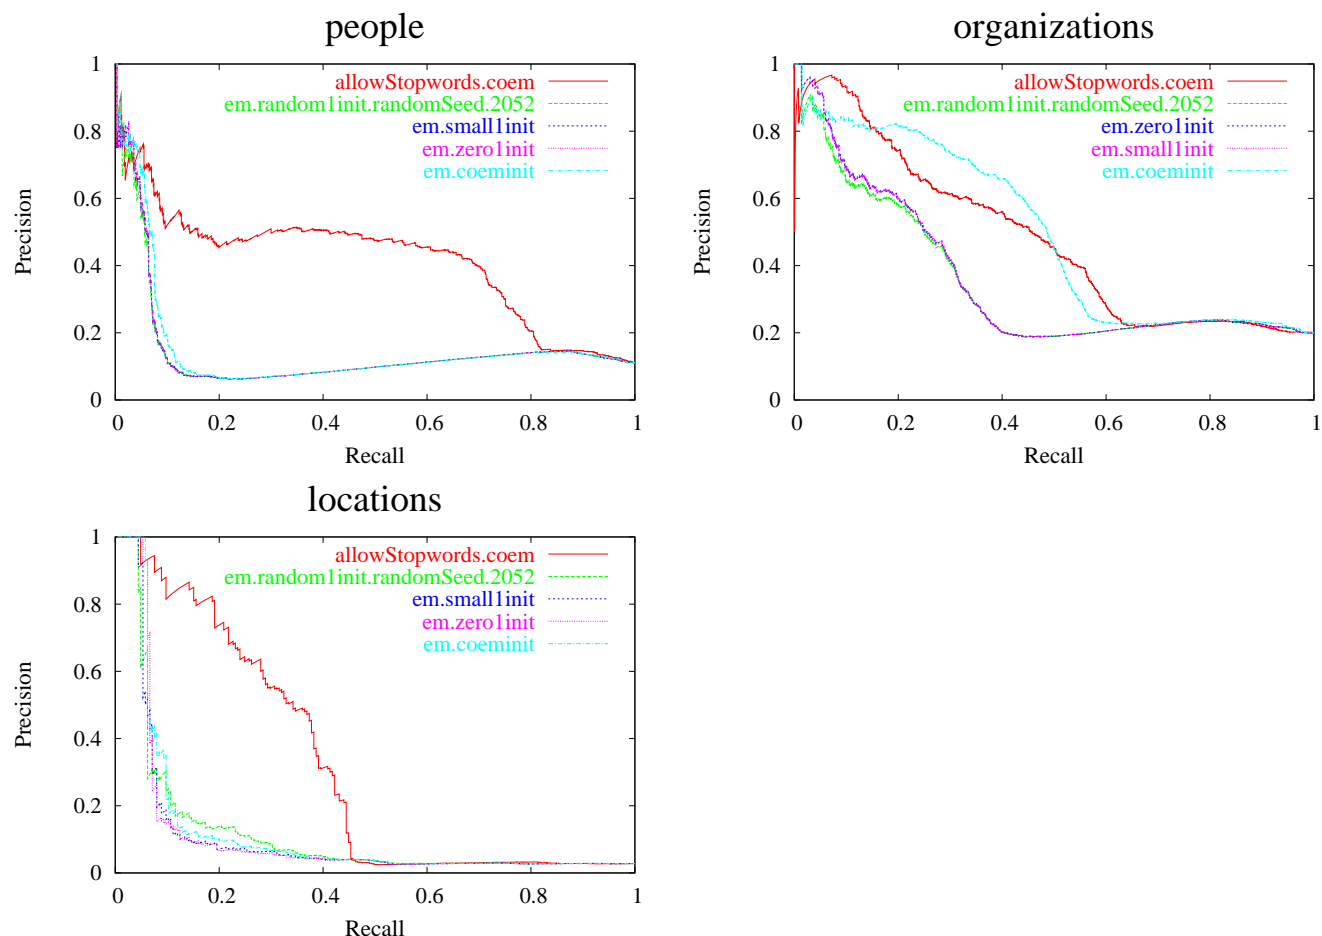 people
1
0.8
0.6
0.4
0.2
0
0
0.2
0.4
0.6
0.8
1
Precision
Recall
allowStopwords.coem
em.random1init.randomSeed.2052
em.small1init
em.zero1init
em.coeminit
organizations
1
0.8
0.6
0.4
0.2
0
0
0.2
0.4
0.6
0.8
1
Precision
Recall
allowStopwords.coem
em.random1init.randomSeed.2052
em.zero1init
em.small1init
em.coeminit
locations
1
0.8
0.6
0.4
0.2
0
0
0.2
0.4
0.6
0.8
1
Precision
Recall
allowStopwords.coem
em.random1init.randomSeed.2052
em.small1init
em.zero1init
em.coeminit